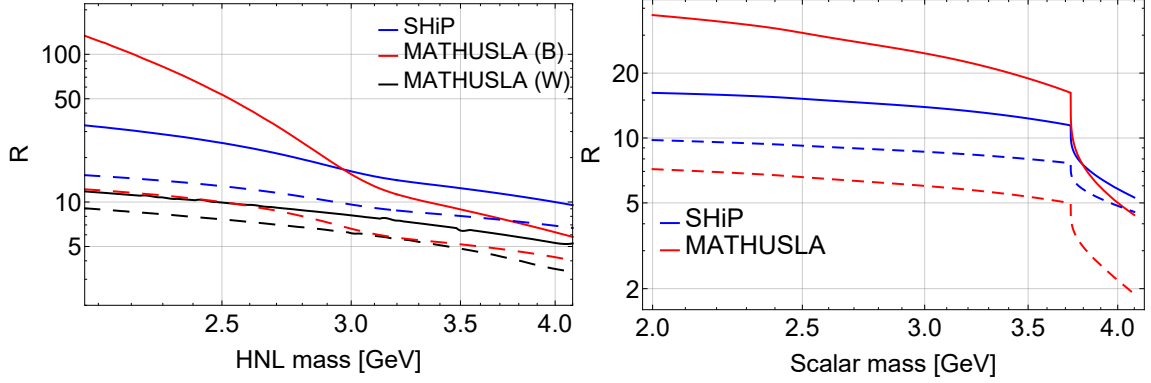 SHiP
MATHUSLA (B)
MATHUSLA (W)
100
50
10
5
R
2.5
3.0
3.5
4.0
HNL mass [GeV]
20
10
5
2
R
SHiP
MATHUSLA
2.0
2.5
3.0
3.5
4.0
Scalar mass [GeV]